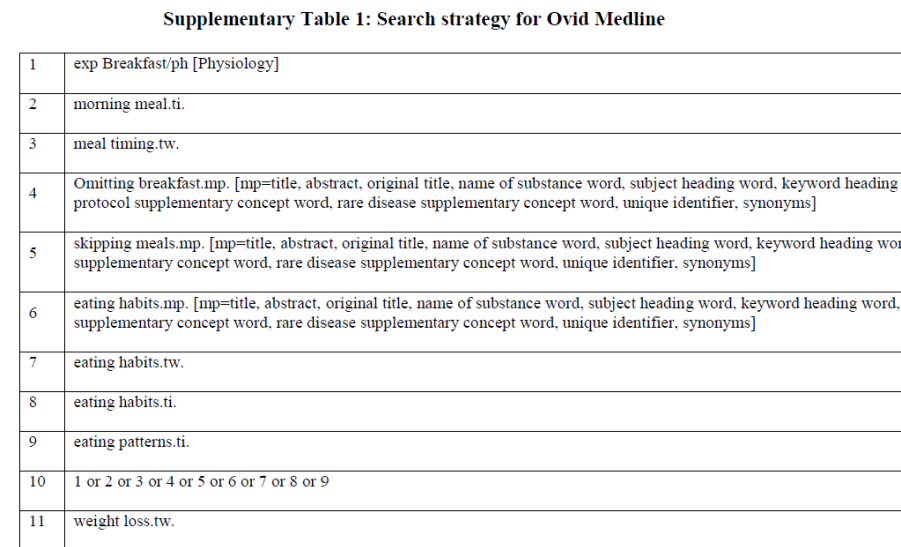 Supplementary Table 1: Search strategy for Ovid Medline
1 exp Breakfast/ph [Physiology]
2 morning meal.ti.
3 meal timing.tw.
4 Omitting breakfast.mp. [mp=title, abstract, original title, name of substance word, subject heading word, keyword heading
protocol supplementary concept word, rare disease supplementary concept word, unique identifier, synonyms]
5 skipping meals.mp. [mp=title, abstract, original title, name of substance word, subject heading word, keyword heading wor
supplementary concept word, rare disease supplementary concept word, unique identifier, synonyms]
6 eating habits.mp. [mp=title, abstract, original title, name of substance word, subject heading word, keyword heading word,
supplementary concept word, rare disease supplementary concept word, unique identifier, synonyms]
7 eating habits.tw.
8 eating habits.ti.
9 eating patterns.ti.
10 1 or 2 or 3 or 4 or 5 or 6 or 7 or 8 or 9
11 weight loss.tw.